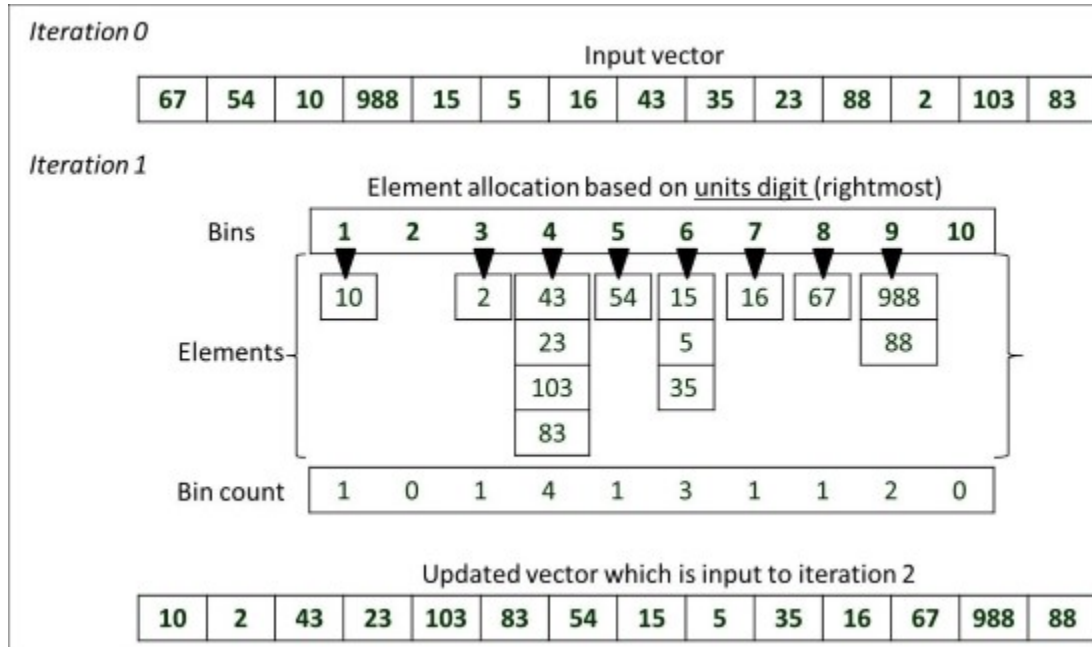 Iteration 0
Input vector
67 54 10 988 15 5 16 43 35 23 88 2 103 83
Iteration 1
Element allocation based on units digit (rightmost)
Bins 1 2 3 4 5 6 7 8 9 10
10 2 43 54 15 16 67 988
Elements 23 5 88
103 35
83
Bin count 1 0 1 4 1 3 1 1 2 0
Updated vector which is input to iteration 2
10 2 43 23 103 83 54 15 5 35 16 67 988 88